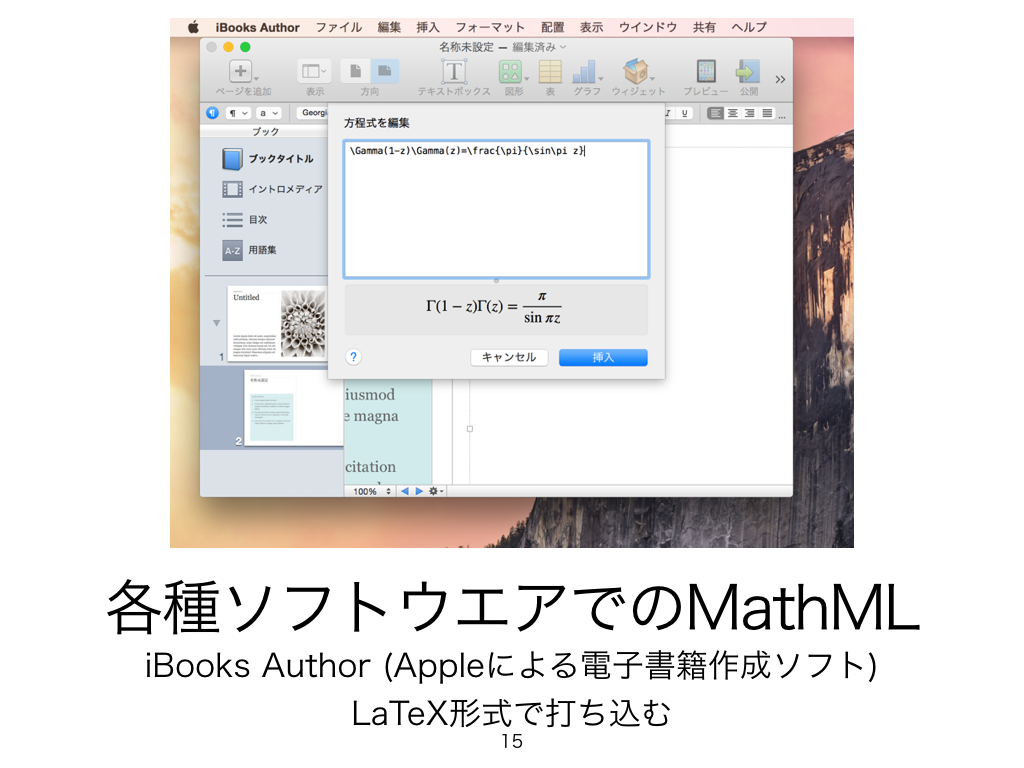 iBooks Author ファイル 編集 挿入 フォーマット 配置 表示 ウインドウ 共有 ヘルプ
名称未設定 — 編集済み
ページを追加 表示 方向 テキストボックス 図形 表 グラフ ウィジェット プレビュー 公開
¶ ¶ a Georgi U
ブック
方程式を編集
\Gamma(1-z)\Gamma(z)=\frac{\pi}{\sin\pi z}
ブックタイトル
イントロメディア
目次
A-Z 用語集
Untitled
1
名称未設定
2
Γ(1 − z)Γ(z) = π / sin πz
? キャンセル 挿入
iusmod
e magna
citation
100%
各種ソフトウエアでのMathML
iBooks Author (Appleによる電子書籍作成ソフト)
LaTeX形式で打ち込む
15